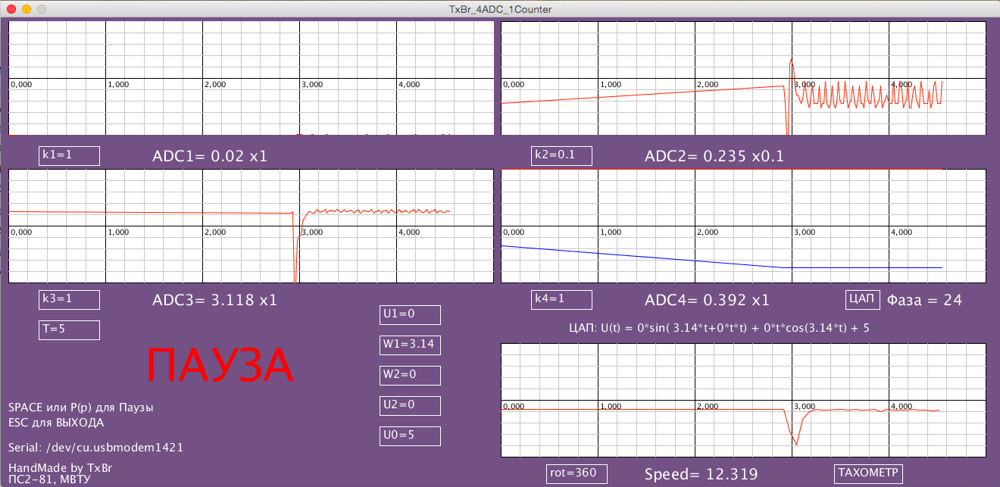 TxBr_4ADC_1Counter
0,000 1,000 2,000 3,000 4,000
0,000 1,000 2,000 3,000 4,000
k1=1 ADC1= 0.02 x1
k2=0.1 ADC2= 0.235 x0.1
0,000 1,000 2,000 3,000 4,000
0,000 1,000 2,000 3,000 4,000
k3=1 ADC3= 3.118 x1
k4=1 ADC4= 0.392 x1 ЦАП Фаза = 24
T=5
U1=0
W1=3.14
W2=0
U2=0
U0=5
ЦАП: U(t) = 0*sin( 3.14*t+0*t*t) + 0*t*cos(3.14*t) + 5
ПАУЗА
0,000 1,000 2,000 3,000 4,000
SPACE или P(p) для Паузы
ESC для ВЫХОДА
Serial: /dev/cu.usbmodem1421
HandMade by TxBr
ПС2-81, МВТУ
rot=360 Speed= 12.319 ТАХОМЕТР